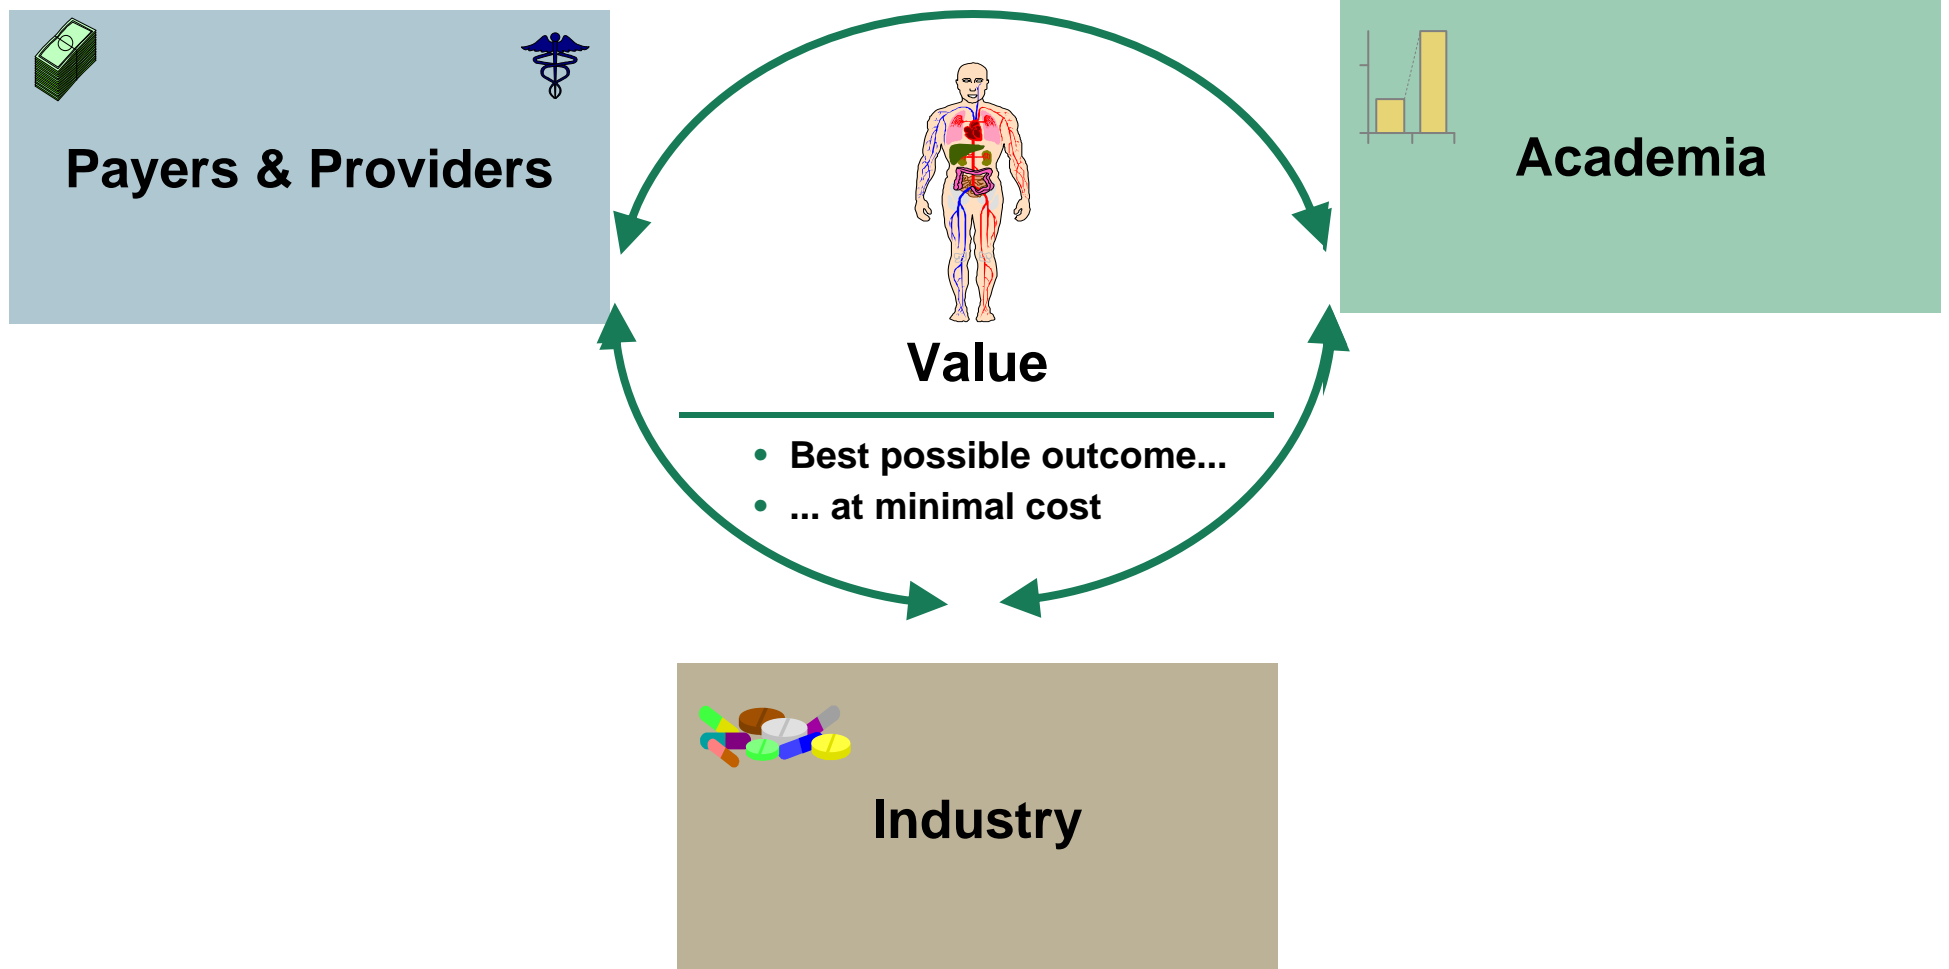 Payers & Providers
Academia
Value
• Best possible outcome...
• ... at minimal cost
Industry